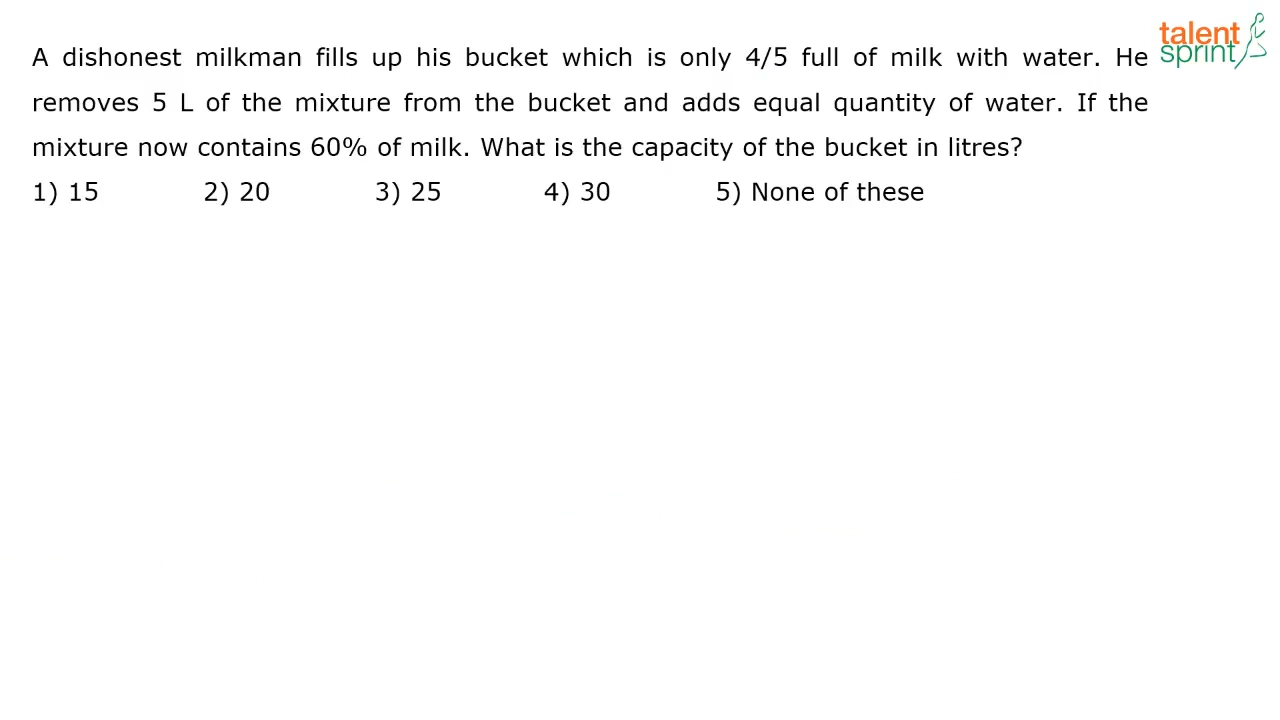 talent
sprint
A dishonest milkman fills up his bucket which is only 4/5 full of milk with water. He
removes 5 L of the mixture from the bucket and adds equal quantity of water. If the
mixture now contains 60% of milk. What is the capacity of the bucket in litres?
1) 15 2) 20 3) 25 4) 30 5) None of these